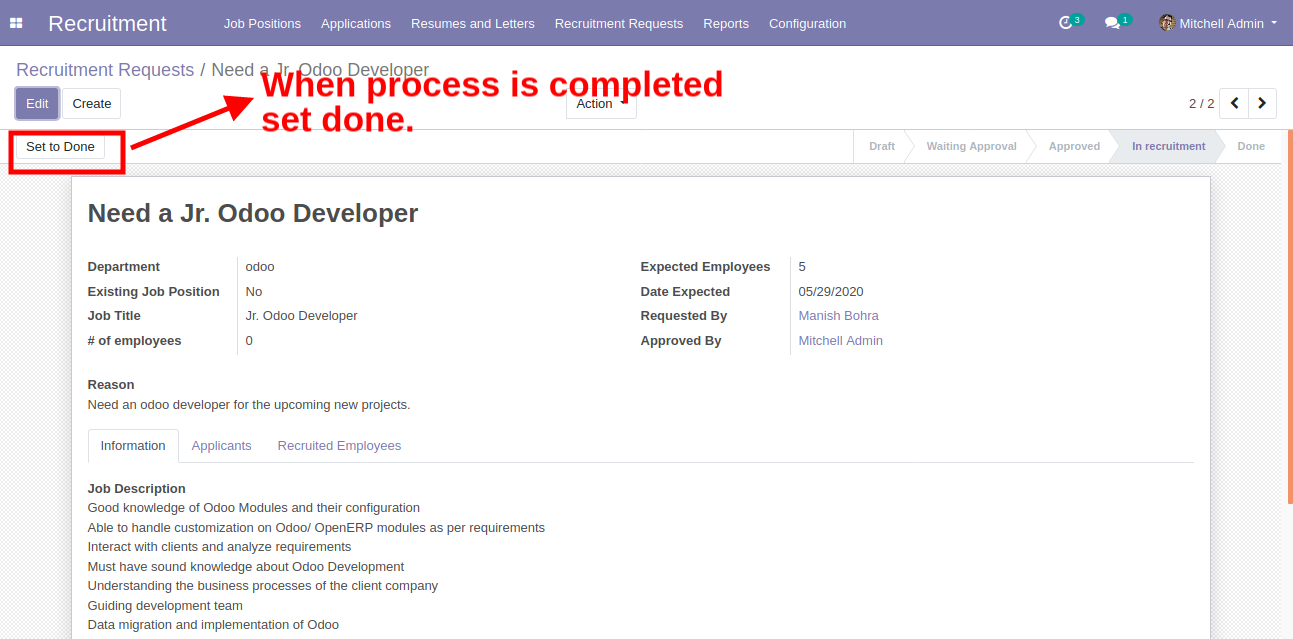 Recruitment
Job Positions Applications Resumes and Letters Recruitment Requests Reports Configuration
3 1 Mitchell Admin
Recruitment Requests / Need a Jr. Odoo Developer
When process is completed
set done.
Edit Create Action 2 / 2
Set to Done Draft Waiting Approval Approved In recruitment Done
Need a Jr. Odoo Developer
Department odoo Expected Employees 5
Existing Job Position No Date Expected 05/29/2020
Job Title Jr. Odoo Developer Requested By Manish Bohra
# of employees 0 Approved By Mitchell Admin
Reason
Need an odoo developer for the upcoming new projects.
Information Applicants Recruited Employees
Job Description
Good knowledge of Odoo Modules and their configuration
Able to handle customization on Odoo/ OpenERP modules as per requirements
Interact with clients and analyze requirements
Must have sound knowledge about Odoo Development
Understanding the business processes of the client company
Guiding development team
Data migration and implementation of Odoo